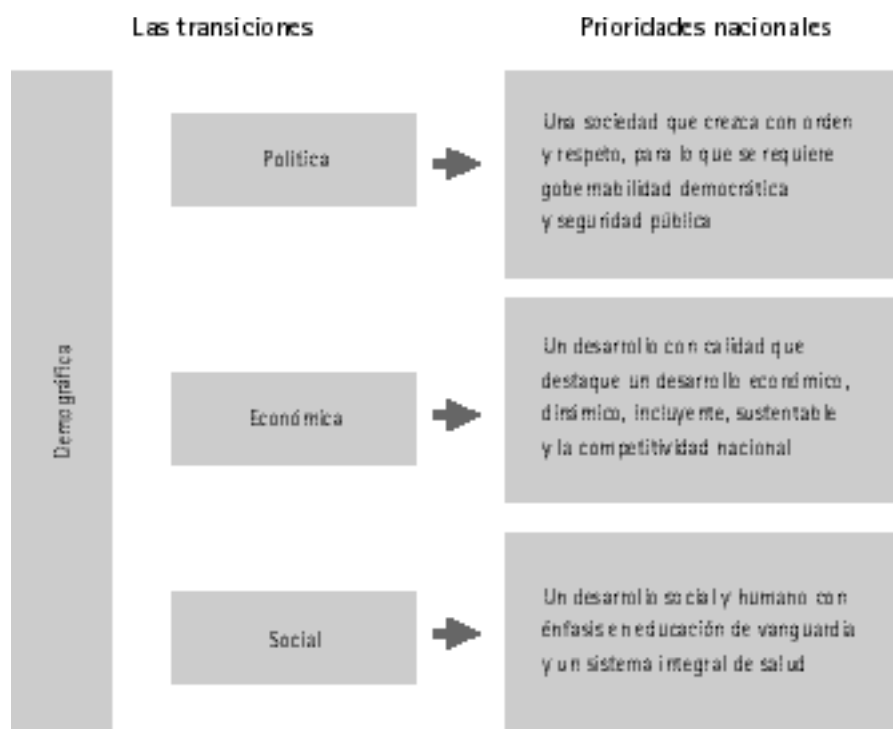 Las transiciones
Prioridades nacionales
Demográfica
Política
Una sociedad que crezca con orden
y respeto, para lo que se requiere
gobernabilidad democrática
y seguridad pública
Económica
Un desarrollo con calidad que
destaque un desarrollo económico,
dinámico, incluyente, sustentable
y la competitividad nacional
Social
Un desarrollo social y humano con
énfasis en educación de vanguardia
y un sistema integral de salud